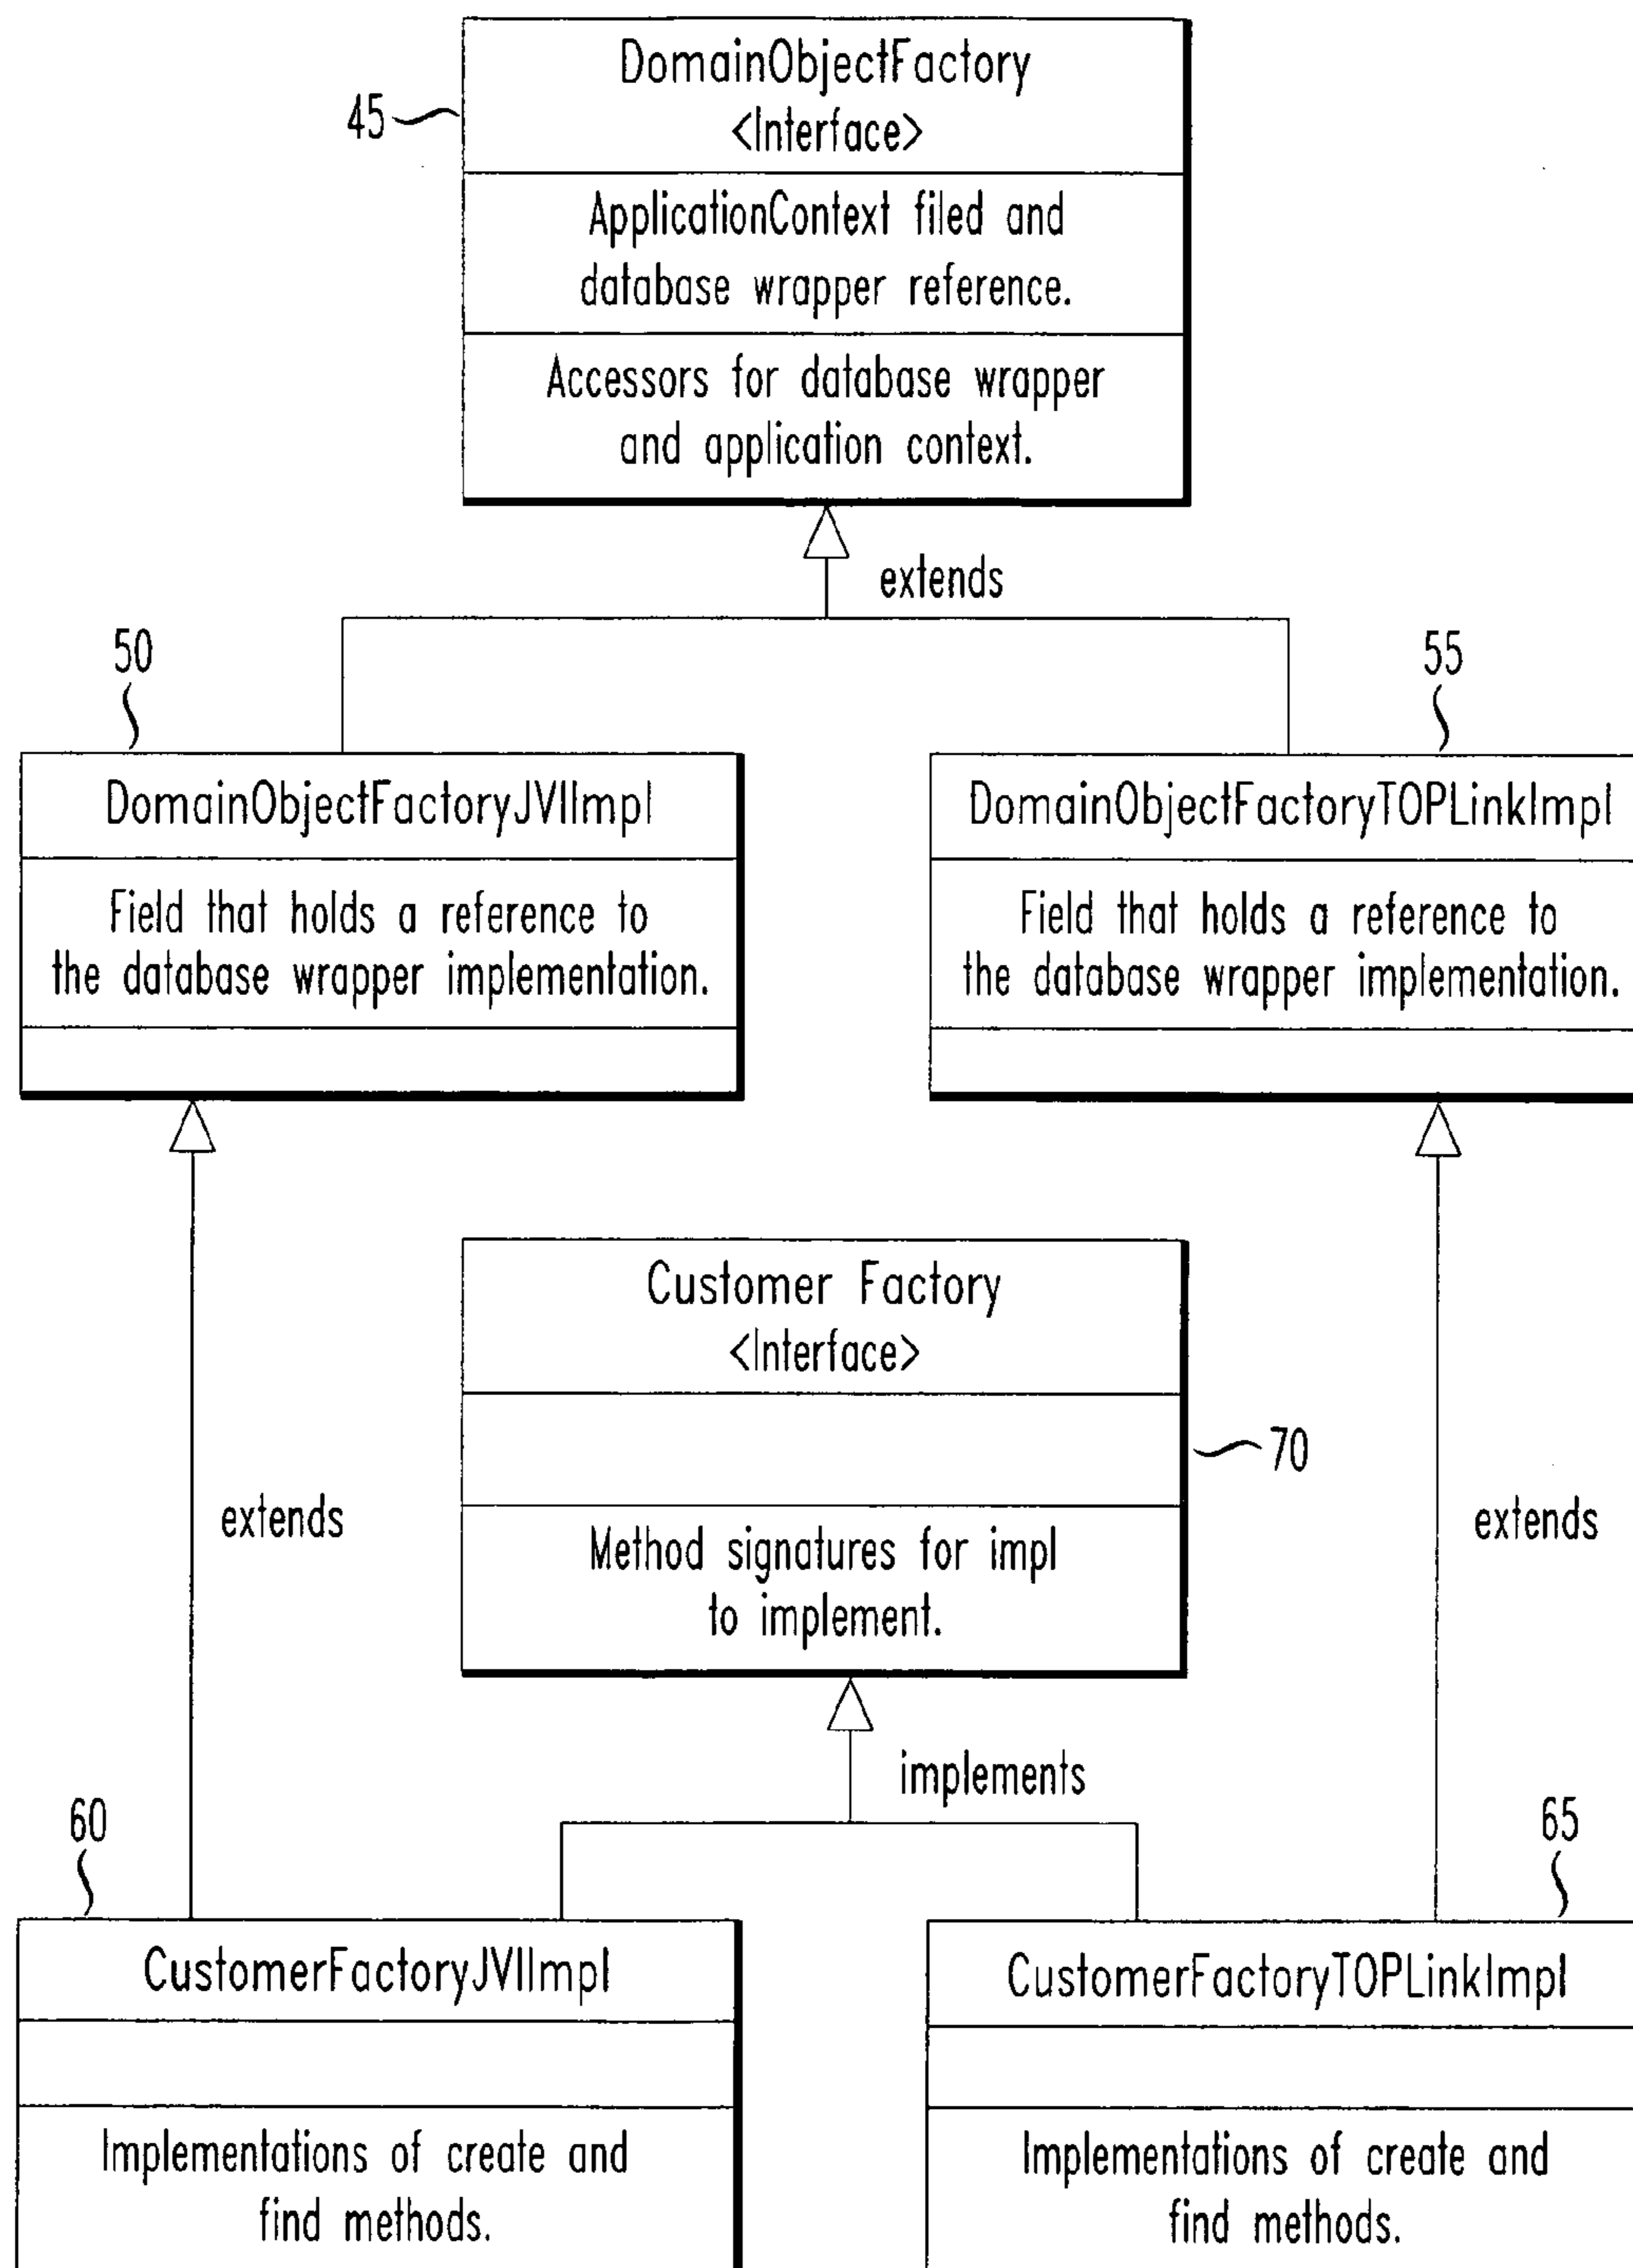 DomainObjectFactory
<Interface>
45
ApplicationContext filed and
database wrapper reference.
Accessors for database wrapper
and application context.
extends
50
55
DomainObjectFactoryJVIImpl
Field that holds a reference to
the database wrapper implementation.
DomainObjectFactoryTOPLinkImpl
Field that holds a reference to
the database wrapper implementation.
Customer Factory
<Interface>
70
Method signatures for impl
to implement.
extends
extends
implements
60
65
CustomerFactoryJVIImpl
Implementations of create and
find methods.
CustomerFactoryTOPLinkImpl
Implementations of create and
find methods.